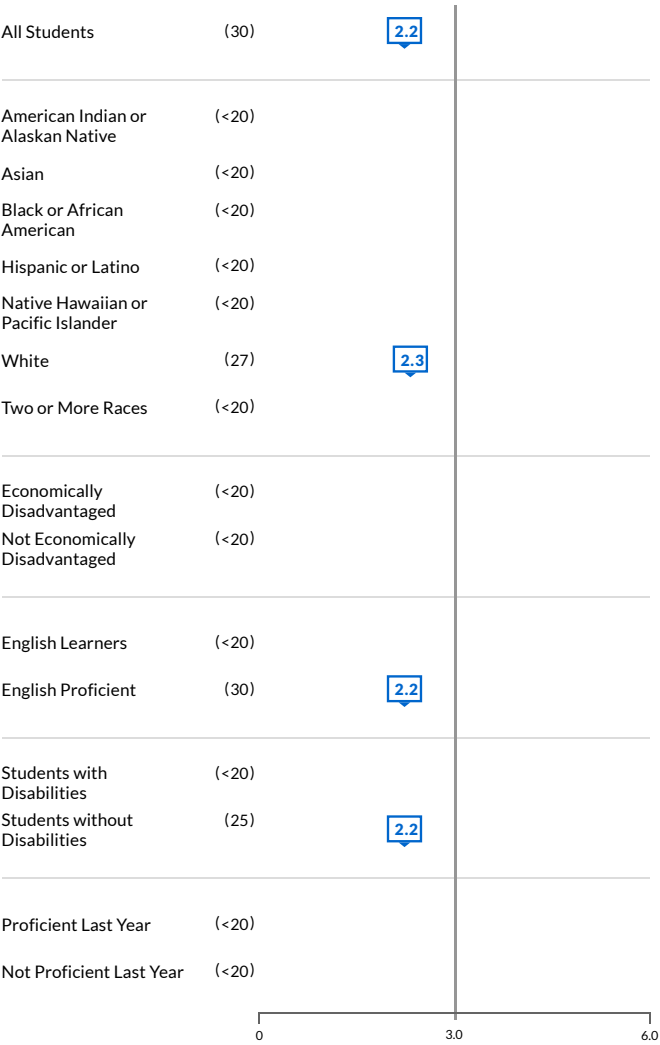 All Students (30) 2.2
American Indian or
Alaskan Native (<20)
Asian (<20)
Black or African
American (<20)
Hispanic or Latino (<20)
Native Hawaiian or
Pacific Islander (<20)
White (27) 2.3
Two or More Races (<20)
Economically
Disadvantaged (<20)
Not Economically
Disadvantaged (<20)
English Learners (<20)
English Proficient (30) 2.2
Students with
Disabilities (<20)
Students without
Disabilities (25) 2.2
Proficient Last Year (<20)
Not Proficient Last Year (<20)
0 3.0 6.0